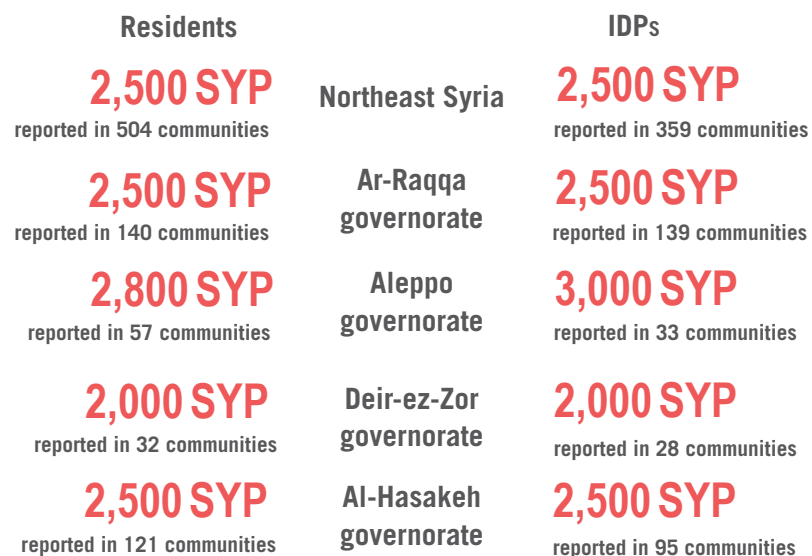 Residents
IDPs
2,500 SYP
reported in 504 communities
Northeast Syria
2,500 SYP
reported in 359 communities
2,500 SYP
reported in 140 communities
Ar-Raqqa
governorate
2,500 SYP
reported in 139 communities
2,800 SYP
reported in 57 communities
Aleppo
governorate
3,000 SYP
reported in 33 communities
2,000 SYP
reported in 32 communities
Deir-ez-Zor
governorate
2,000 SYP
reported in 28 communities
2,500 SYP
reported in 121 communities
Al-Hasakeh
governorate
2,500 SYP
reported in 95 communities